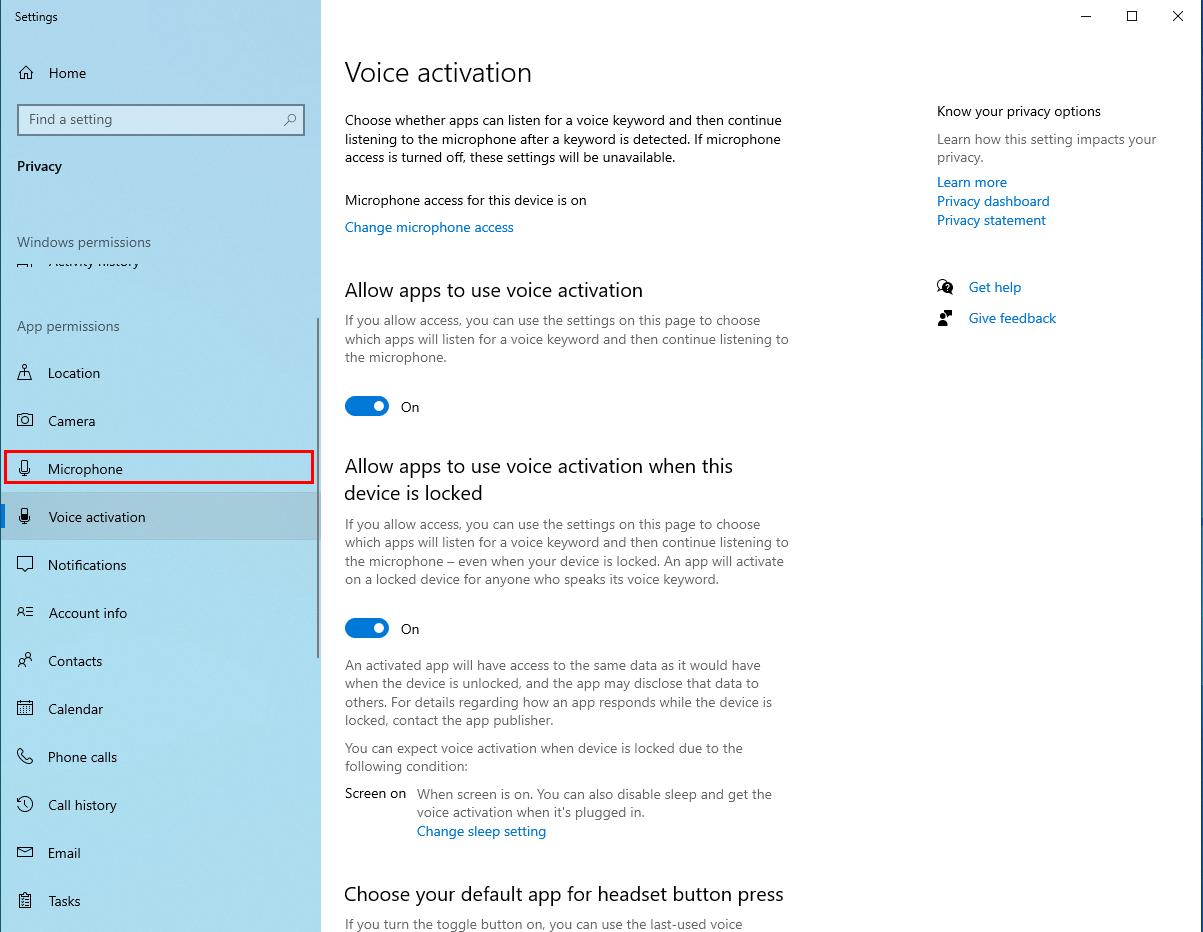 Settings
Home
Find a setting
Privacy
Windows permissions
Activity history
App permissions
Location
Camera
Microphone
Voice activation
Notifications
Account info
Contacts
Calendar
Phone calls
Call history
Email
Tasks
Voice activation
Choose whether apps can listen for a voice keyword and then continue
listening to the microphone after a keyword is detected. If microphone
access is turned off, these settings will be unavailable.
Microphone access for this device is on
Change microphone access
Allow apps to use voice activation
If you allow access, you can use the settings on this page to choose
which apps will listen for a voice keyword and then continue listening to
the microphone.
On
Allow apps to use voice activation when this
device is locked
If you allow access, you can use the settings on this page to choose
which apps will listen for a voice keyword and then continue listening to
the microphone – even when your device is locked. An app will activate
on a locked device for anyone who speaks its voice keyword.
On
An activated app will have access to the same data as it would have
when the device is unlocked, and the app may disclose that data to
others. For details regarding how an app responds while the device is
locked, contact the app publisher.
You can expect voice activation when device is locked due to the
following condition:
Screen on When screen is on. You can also disable sleep and get the
voice activation when it's plugged in.
Change sleep setting
Choose your default app for headset button press
If you turn the toggle button on, you can use the last-used voice
Know your privacy options
Learn how this setting impacts your
privacy.
Learn more
Privacy dashboard
Privacy statement
Get help
Give feedback